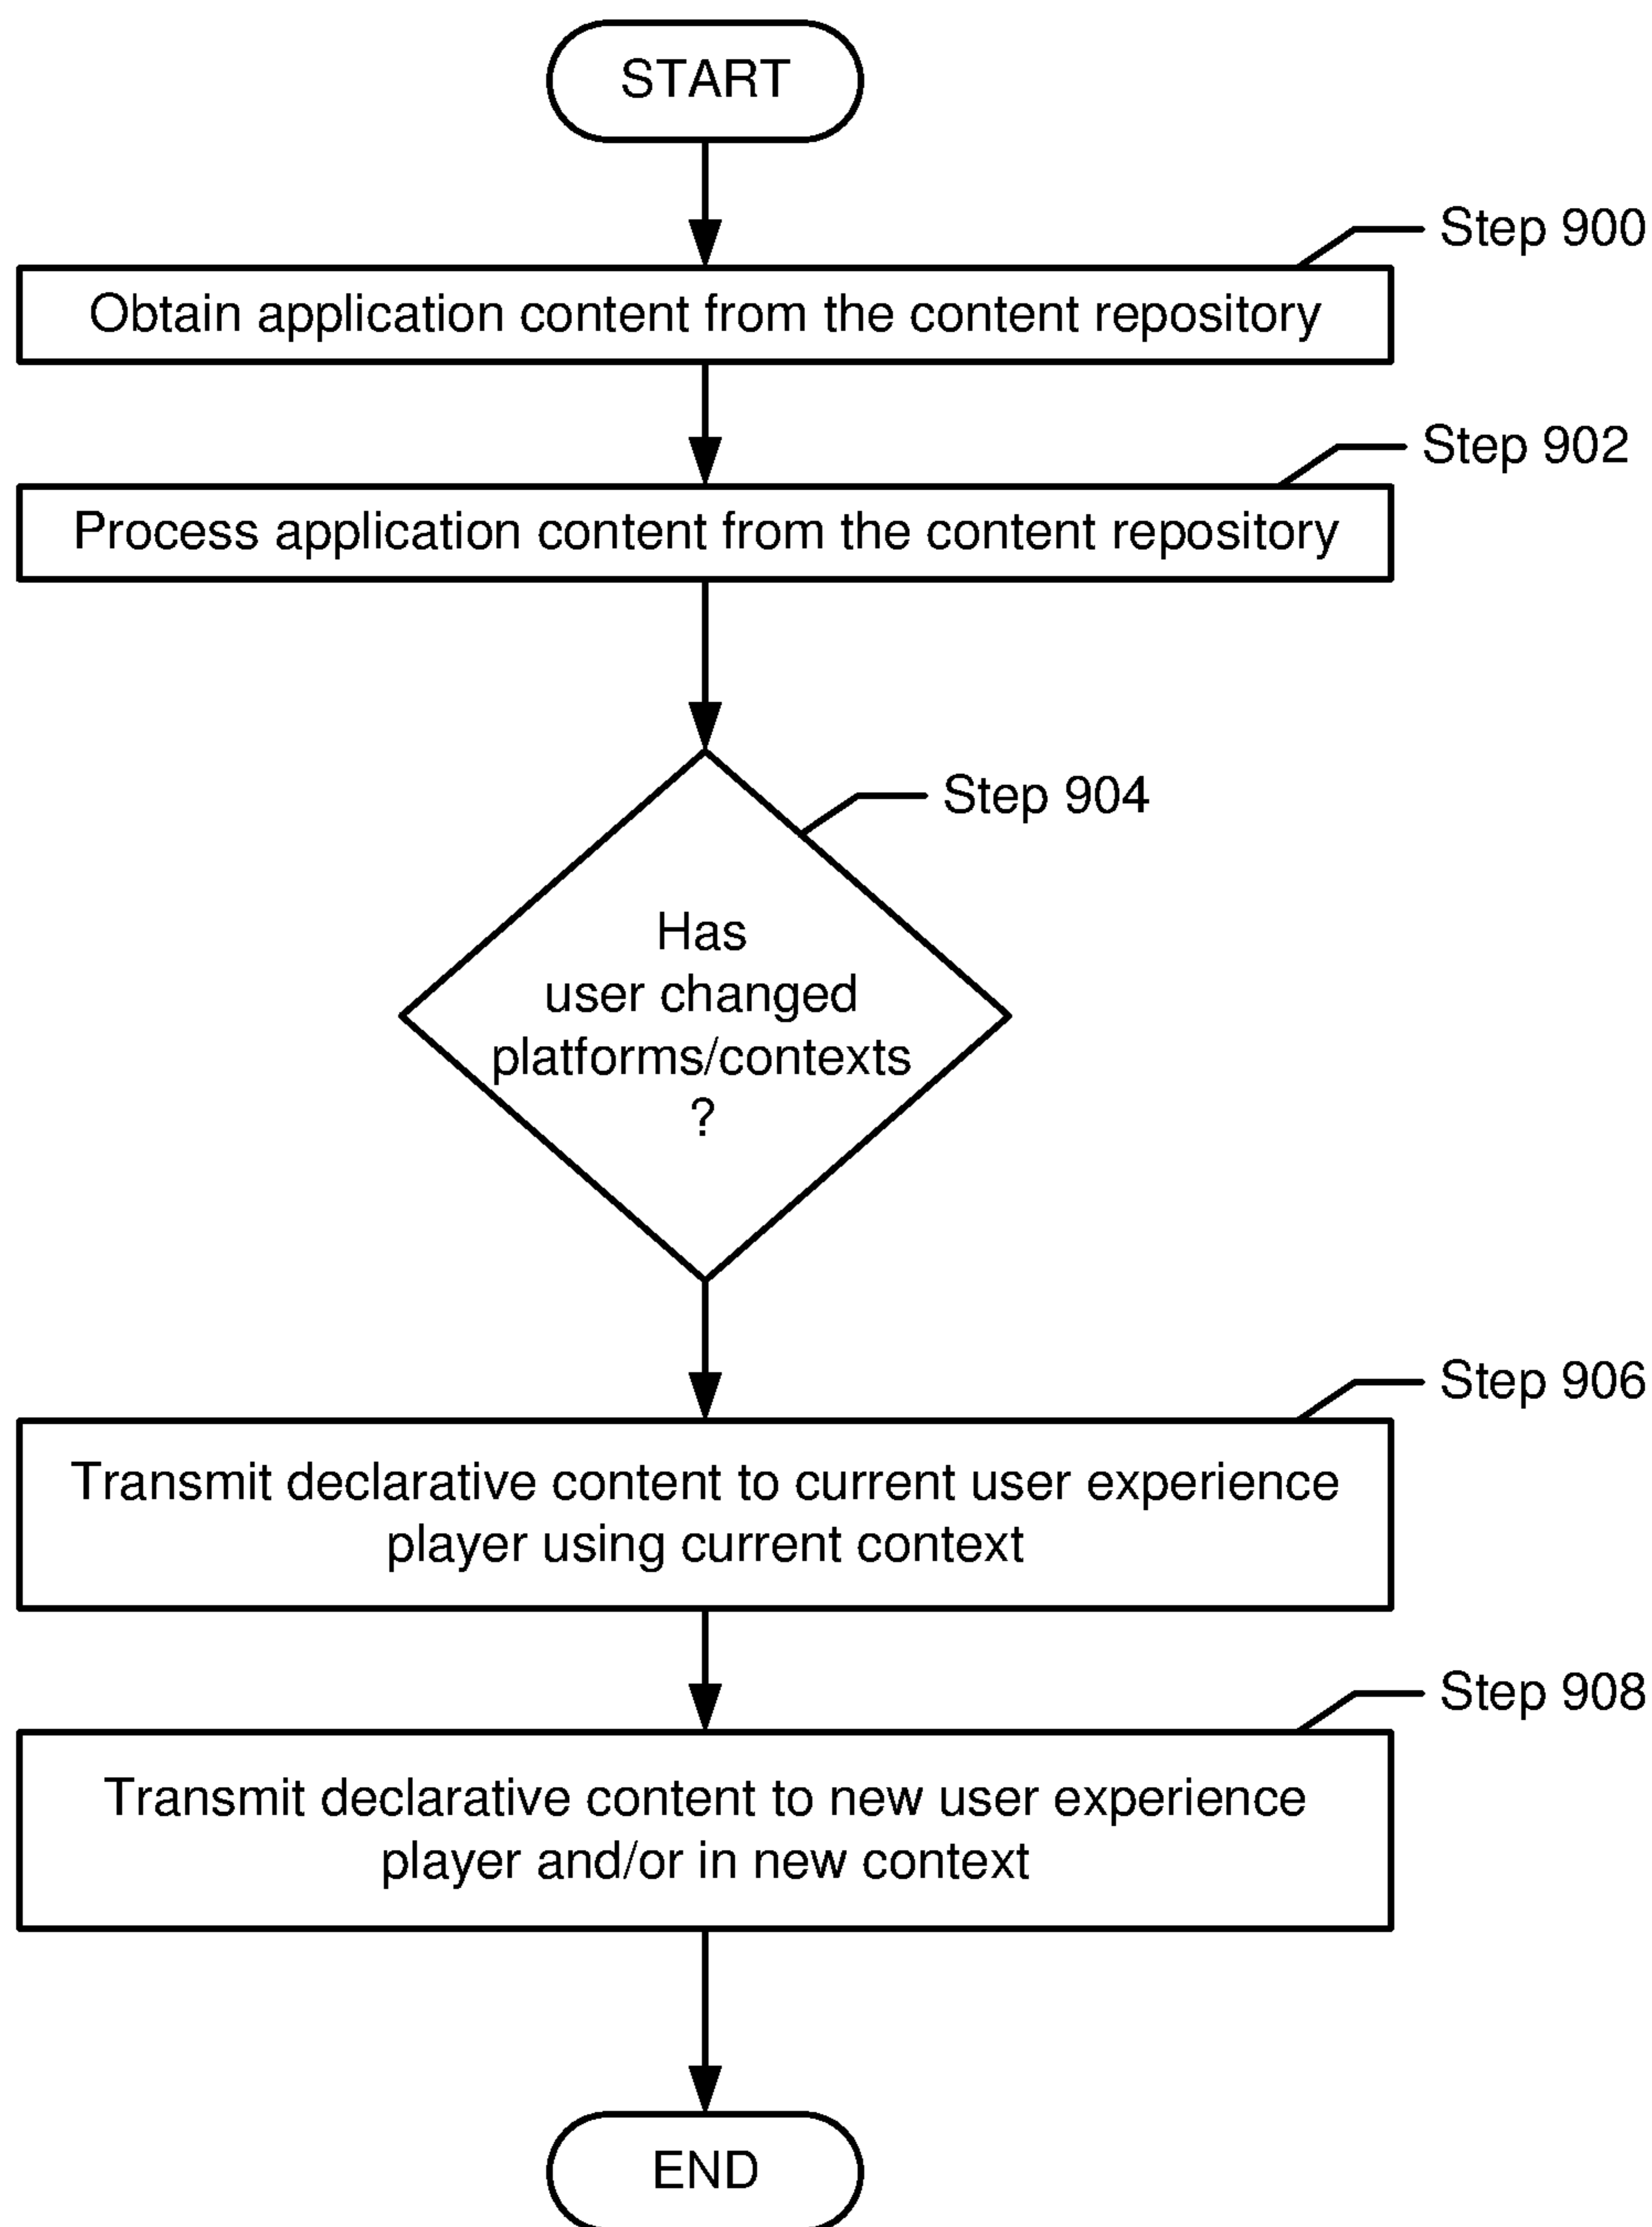 START
Step 900
Obtain application content from the content repository
Step 902
Process application content from the content repository
Step 904
Has
user changed
platforms/contexts
?
Step 906
Transmit declarative content to current user experience
player using current context
Step 908
Transmit declarative content to new user experience
player and/or in new context
END